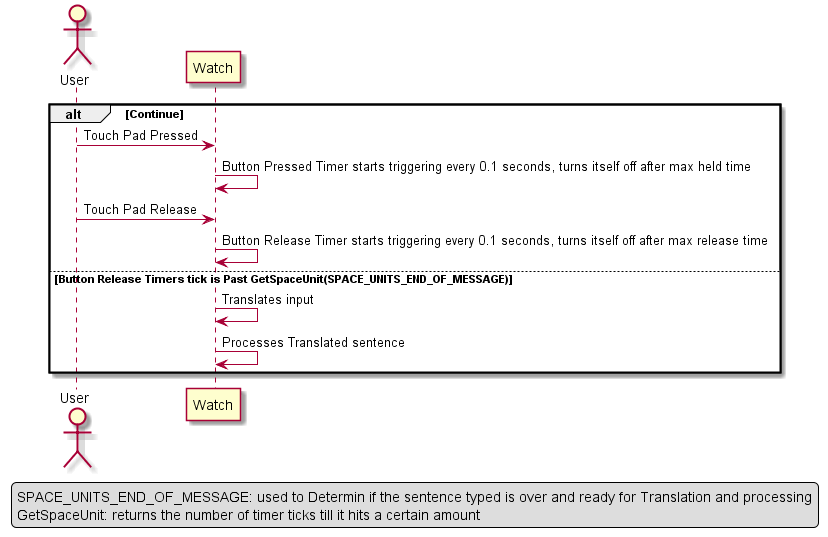 User
Watch
alt [Continue]
Touch Pad Pressed
Button Pressed Timer starts triggering every 0.1 seconds, turns itself off after max held time
Touch Pad Release
Button Release Timer starts triggering every 0.1 seconds, turns itself off after max release time
[Button Release Timers tick is Past GetSpaceUnit(SPACE_UNITS_END_OF_MESSAGE)]
Translates input
Processes Translated sentence
User
Watch
SPACE_UNITS_END_OF_MESSAGE: used to Determin if the sentence typed is over and ready for Translation and processing
GetSpaceUnit: returns the number of timer ticks till it hits a certain amount